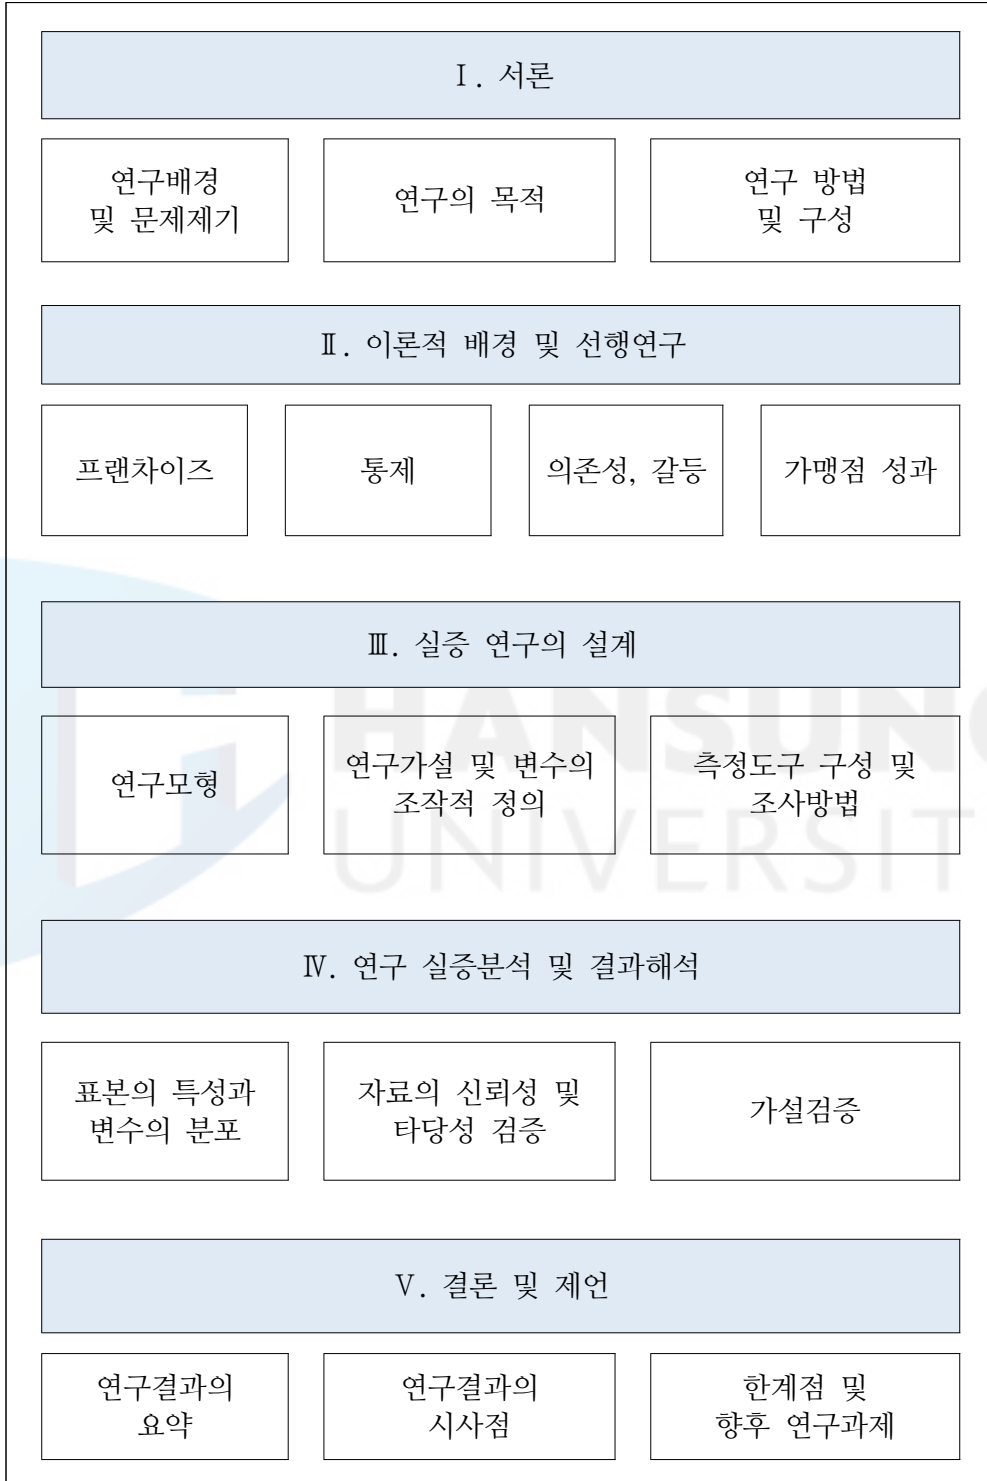 Ⅰ. 서론
연구배경
및 문제제기
연구의 목적
연구 방법
및 구성
Ⅱ. 이론적 배경 및 선행연구
프랜차이즈
통제
의존성, 갈등
가맹점 성과
Ⅲ. 실증 연구의 설계
연구모형
연구가설 및 변수의
조작적 정의
측정도구 구성 및
조사방법
HANSUNG
UNIVERSIT
Ⅳ. 연구 실증분석 및 결과해석
표본의 특성과
변수의 분포
자료의 신뢰성 및
타당성 검증
가설검증
Ⅴ. 결론 및 제언
연구결과의
요약
연구결과의
시사점
한계점 및
향후 연구과제